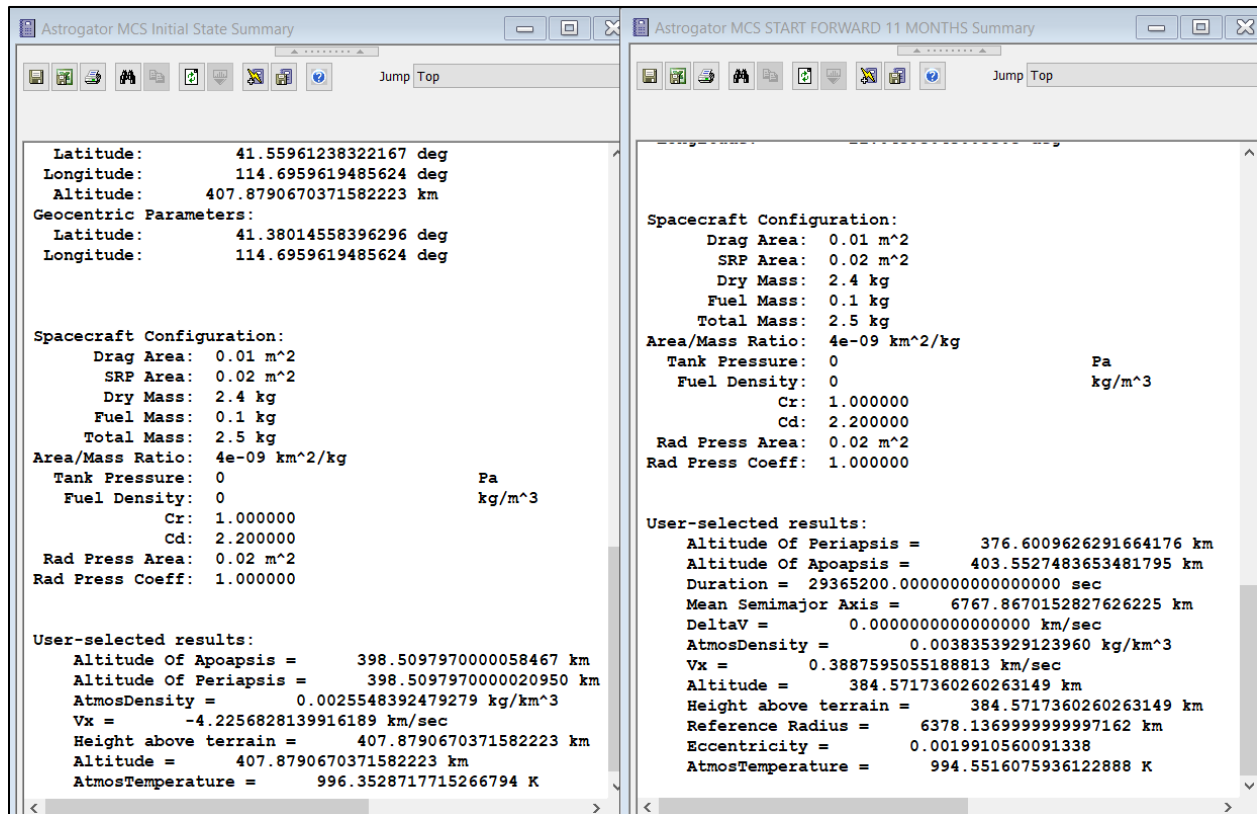 Astrogator MCS Initial State Summary
Jump Top
Latitude: 41.55961238322167 deg
Longitude: 114.6959619485624 deg
Altitude: 407.8790670371582223 km
Geocentric Parameters:
Latitude: 41.38014558396296 deg
Longitude: 114.6959619485624 deg
Spacecraft Configuration:
Drag Area: 0.01 m^2
SRP Area: 0.02 m^2
Dry Mass: 2.4 kg
Fuel Mass: 0.1 kg
Total Mass: 2.5 kg
Area/Mass Ratio: 4e-09 km^2/kg
Tank Pressure: 0 Pa
Fuel Density: 0 kg/m^3
Cr: 1.000000
Cd: 2.200000
Rad Press Area: 0.02 m^2
Rad Press Coeff: 1.000000
User-selected results:
Altitude Of Apoapsis = 398.5097970000058467 km
Altitude Of Periapsis = 398.5097970000020950 km
AtmosDensity = 0.0025548392479279 kg/km^3
Vx = -4.2256828139916189 km/sec
Height above terrain = 407.8790670371582223 km
Altitude = 407.8790670371582223 km
AtmosTemperature = 996.3528717715266794 K
Astrogator MCS START FORWARD 11 MONTHS Summary
Jump Top
Spacecraft Configuration:
Drag Area: 0.01 m^2
SRP Area: 0.02 m^2
Dry Mass: 2.4 kg
Fuel Mass: 0.1 kg
Total Mass: 2.5 kg
Area/Mass Ratio: 4e-09 km^2/kg
Tank Pressure: 0 Pa
Fuel Density: 0 kg/m^3
Cr: 1.000000
Cd: 2.200000
Rad Press Area: 0.02 m^2
Rad Press Coeff: 1.000000
User-selected results:
Altitude Of Periapsis = 376.6009626291664176 km
Altitude Of Apoapsis = 403.5527483653481795 km
Duration = 29365200.0000000000000000 sec
Mean Semimajor Axis = 6767.8670152827626225 km
DeltaV = 0.0000000000000000 km/sec
AtmosDensity = 0.0038353929123960 kg/km^3
Vx = 0.3887595055188813 km/sec
Altitude = 384.5717360260263149 km
Height above terrain = 384.5717360260263149 km
Reference Radius = 6378.1369999999997162 km
Eccentricity = 0.0019910560091338
AtmosTemperature = 994.5516075936122888 K